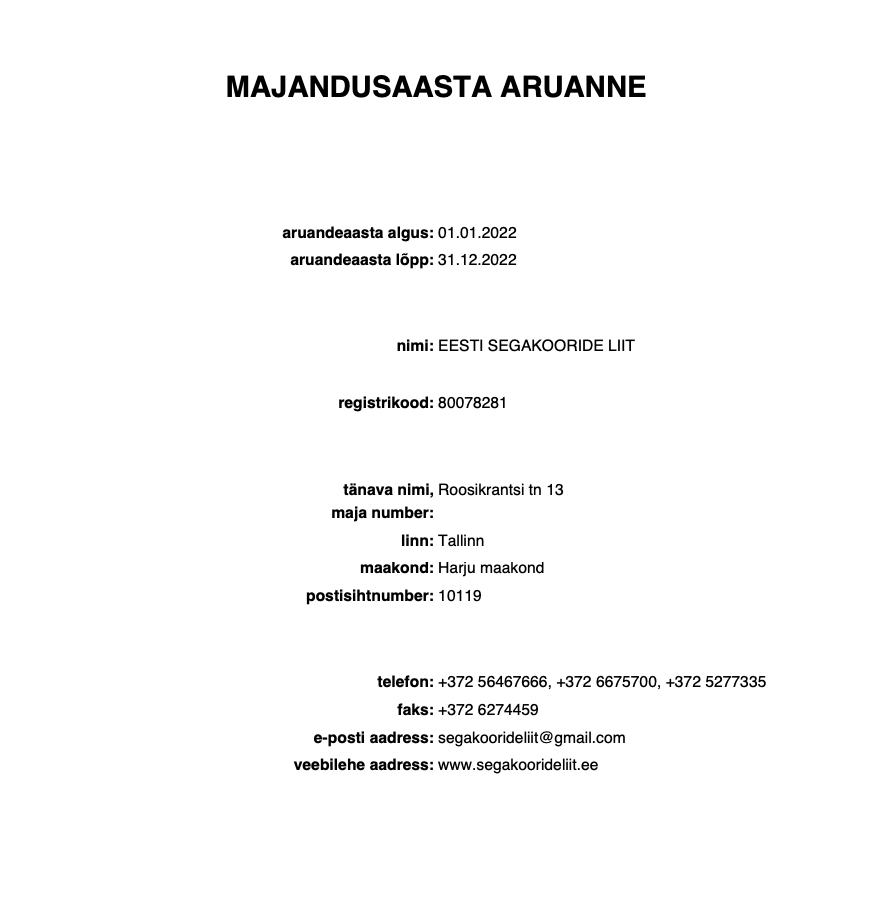 MAJANDUSAASTA ARUANNE
aruandeaasta algus: 01.01.2022
aruandeaasta lõpp: 31.12.2022
nimi: EESTI SEGAKOORIDE LIIT
registrikood: 80078281
tänava nimi, Roosikrantsi tn 13
maja number:
linn: Tallinn
maakond: Harju maakond
postisihtnumber: 10119
telefon: +372 56467666, +372 6675700, +372 5277335
faks: +372 6274459
e-posti aadress: segakoorideliit@gmail.com
veebilehe aadress: www.segakoorideliit.ee